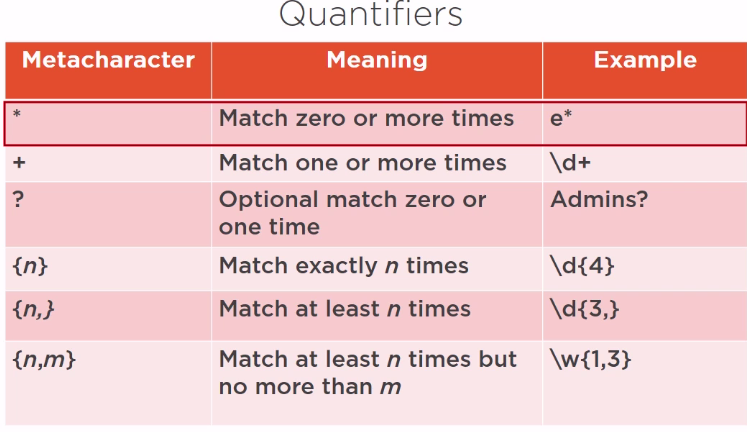 Quantifiers
Metacharacter Meaning Example
* Match zero or more times e*
+ Match one or more times \d+
? Optional match zero or Admins?
one time
{n} Match exactly n times \d{4}
{n,} Match at least n times \d{3,}
{n,m} Match at least n times but \w{1,3}
no more than m